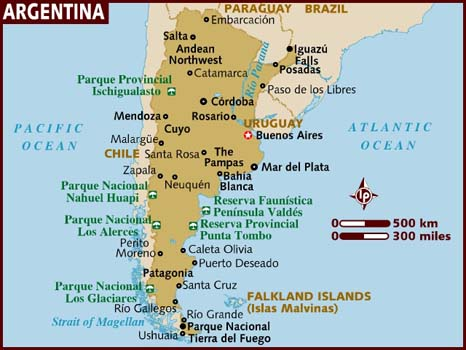 ARGENTINA
PARAGUAY
BRAZIL
Embarcación
Salta
Andean
Northwest
Iguazú
Falls
Posadas
Catamarca
Parque Provincial
Ischigualasto
Río Paraná
Paso de los Libres
Córdoba
Mendoza
Rosario
URUGUAY
Cuyo
Buenos Aires
PACIFIC
OCEAN
ATLANTIC
OCEAN
Malargüe
CHILE
Santa Rosa
The
Pampas
Mar del Plata
Zapala
Bahía
Blanca
Neuquén
Parque Nacional
Nahuel Huapi
Reserva Faunística
Península Valdés
Parque Nacional
Los Alerces
Reserva Provincial
Punta Tombo
lp
500 km
300 miles
Perito
Moreno
Caleta Olivia
Puerto Deseado
Patagonia
Parque Nacional
Los Glaciares
Santa Cruz
FALKLAND ISLANDS
(Islas Malvinas)
Río Gallegos
Río Grande
Strait of Magellan
Parque Nacional
Tierra del Fuego
Ushuaia